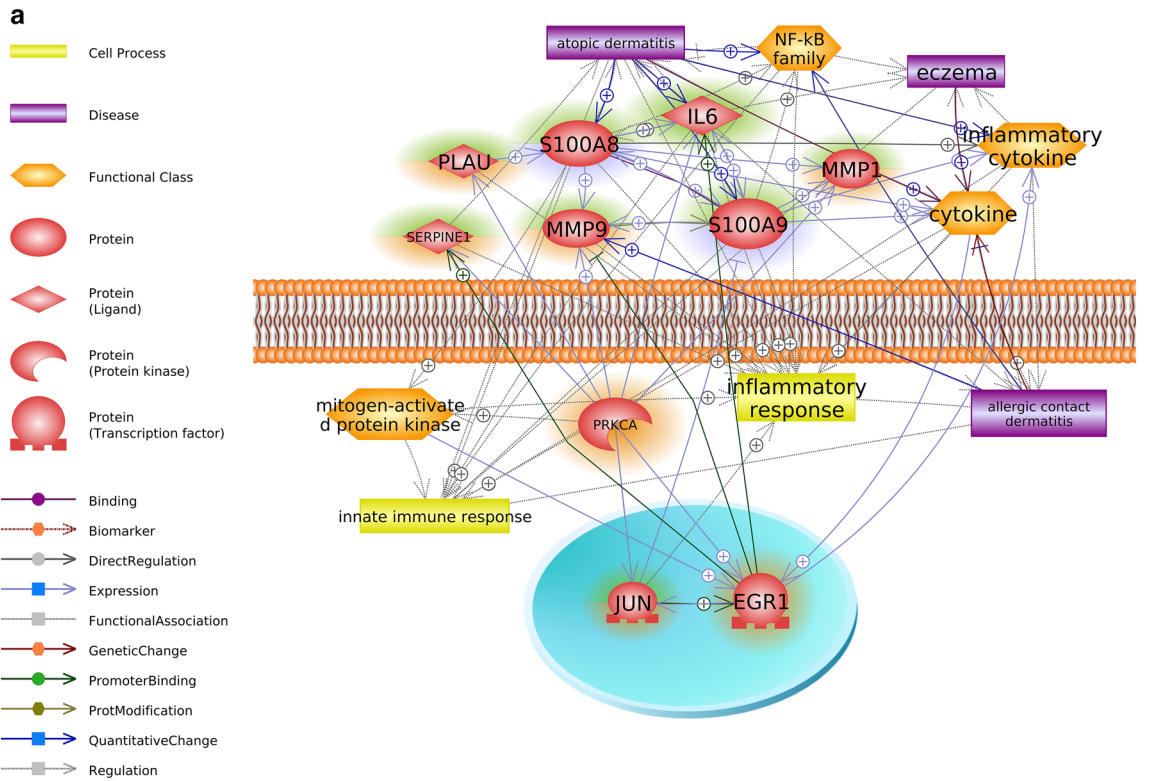 a
Cell Process
Disease
Functional Class
Protein
Protein
(Ligand)
Protein
(Protein kinase)
Protein
(Transcription factor)
Binding
Biomarker
DirectRegulation
Expression
FunctionalAssociation
GeneticChange
PromoterBinding
ProtModification
QuantitativeChange
Regulation
atopic dermatitis
NF-kB
family
eczema
IL6
S100A8
inflammatory
cytokine
PLAU
MMP1
cytokine
SERPINE1
MMP9
S100A9
mitogen-activate
d protein kinase
PRKCA
inflammatory
response
allergic contact
dermatitis
innate immune response
JUN
EGR1